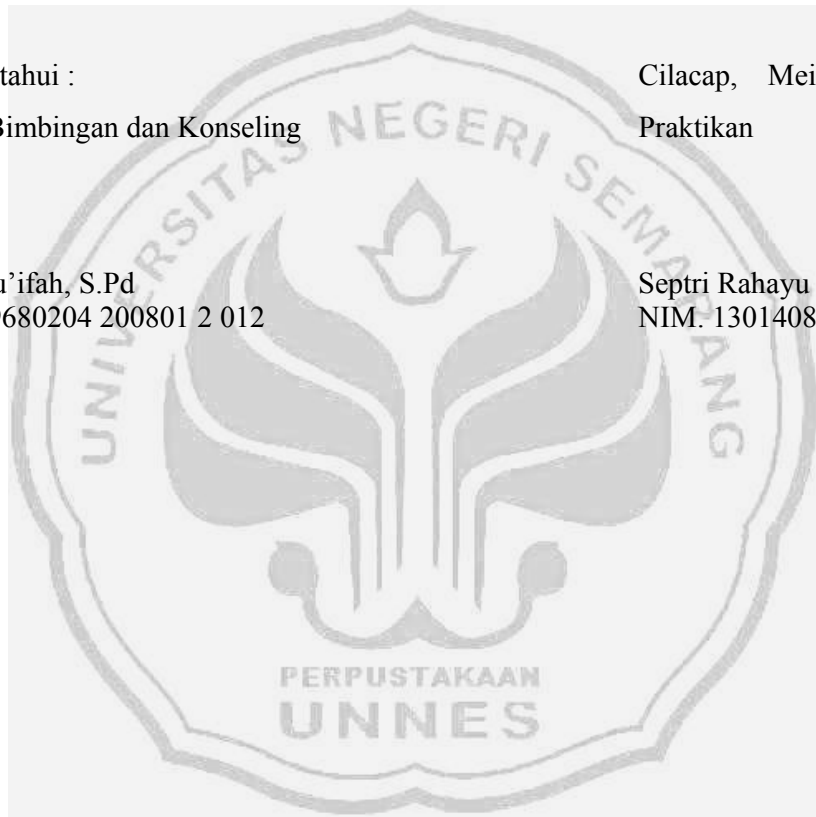 tahui :
Cilacap, Mei
Bimbingan dan Konseling
Praktikan
u’ifah, S.Pd
Septri Rahayu
680204 200801 2 012
NIM. 1301408
UNIVERSITAS NEGERI SEMARANG
PERPUSTAKAAN
UNNES